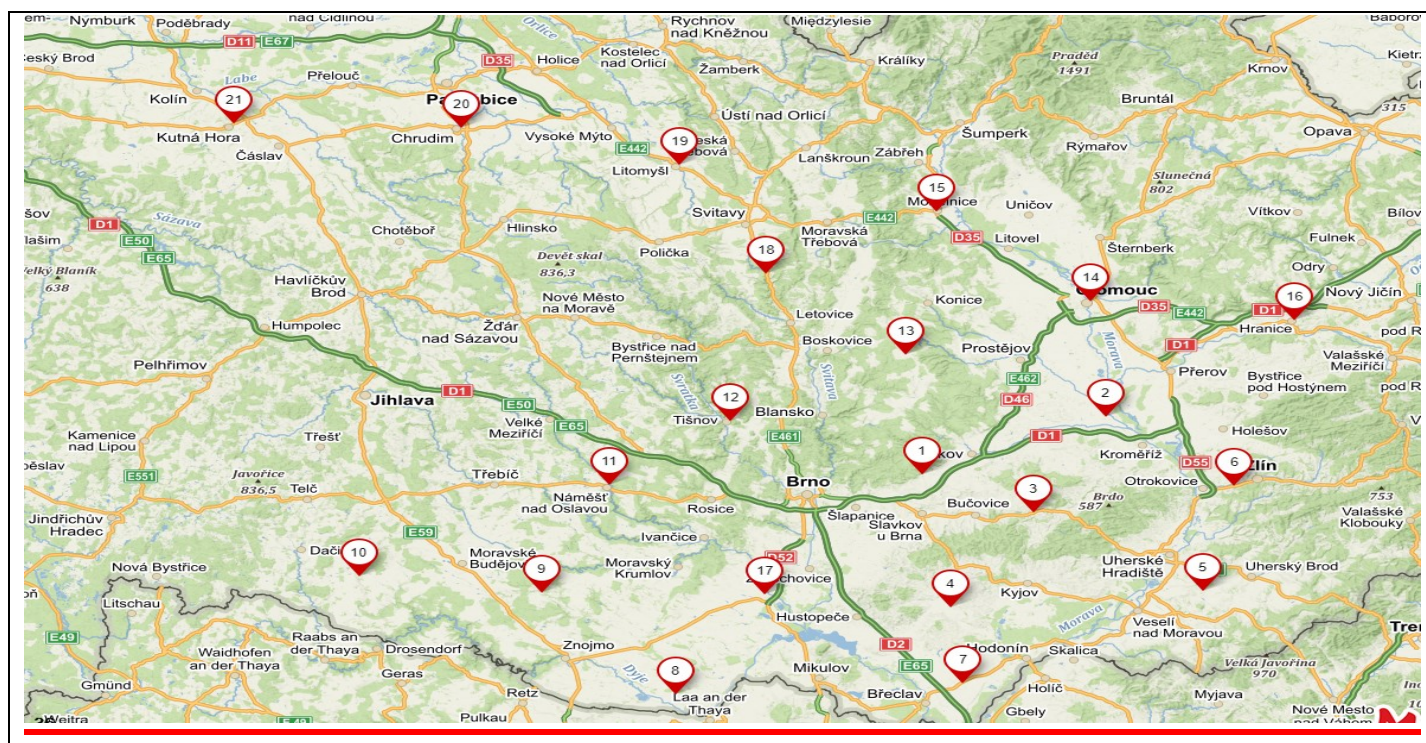 Nymburk
Poděbrady
nad Cidlinou
Orlice
Rychnov
nad Kněžnou
Międzylesie
D11
E67
Český Brod
Přelouč
Labe
D35
Holice
Kostelec
nad Orlicí
Žamberk
Králíky
Praděd
1491
Krnov
Kolín
21
20
Bruntál
315
Kutná Hora
Chrudim
Vysoké Mýto
Ústí nad Orlicí
Šumperk
Opava
Čáslav
E442
19
Litomyšl
Lanškroun
Zábřeh
Rýmařov
Slunečná
802
15
Uničov
D1
E50
E65
Sázava
Chotěboř
Hlinsko
Svitavy
Moravská
Třebová
E442
D35
Litovel
Šternberk
Vítkov
Fulnek
Polička
18
Devět skal
836,3
638
Havlíčkův
Brod
Nové Město
na Moravě
Letovice
Konice
14
D35
E442
Odry
16
D1
Hranice
Nový Jičín
Humpolec
Žďár
nad Sázavou
Bystřice nad
Pernštejnem
Boskovice
13
Prostějov
Morava
D1
Valašské
Meziříčí
Pelhřimov
Přerov
Jihlava
D1
E50
Svratka
12
Svitava
E462
D46
2
Bystřice
pod Hostýnem
Velké
Meziříčí
E65
Tišnov
Blansko
E461
D1
Holešov
Kamenice
nad Lipou
Třešť
1
Kroměříž
D55
6
E551
Javořice
836,5
Telč
Třebíč
11
Náměšť
nad Oslavou
Brno
Rosice
Bučovice
3
Brdo
587
Otrokovice
753
Valašské
Klobouky
Jindřichův
Hradec
E59
Šlapanice
Slavkov
u Brna
Ivančice
10
Moravské
9
Moravský
Krumlov
D52
17
4
Kyjov
Uherské
Hradiště
5
Uherský Brod
Nová Bystřice
Litschau
Hustopeče
Veselí
nad Moravou
Morava
E49
Raabs an
der Thaya
Drosendorf
Znojmo
D2
Waidhofen
an der Thaya
Geras
Dyje
8
Mikulov
E65
7
Skalica
Velká Javořina
970
Gmünd
Retz
Laa an der
Thaya
Břeclav
Holíč
Myjava
Pulkau
E49
Gbely
Nové Mesto
nad Váhom